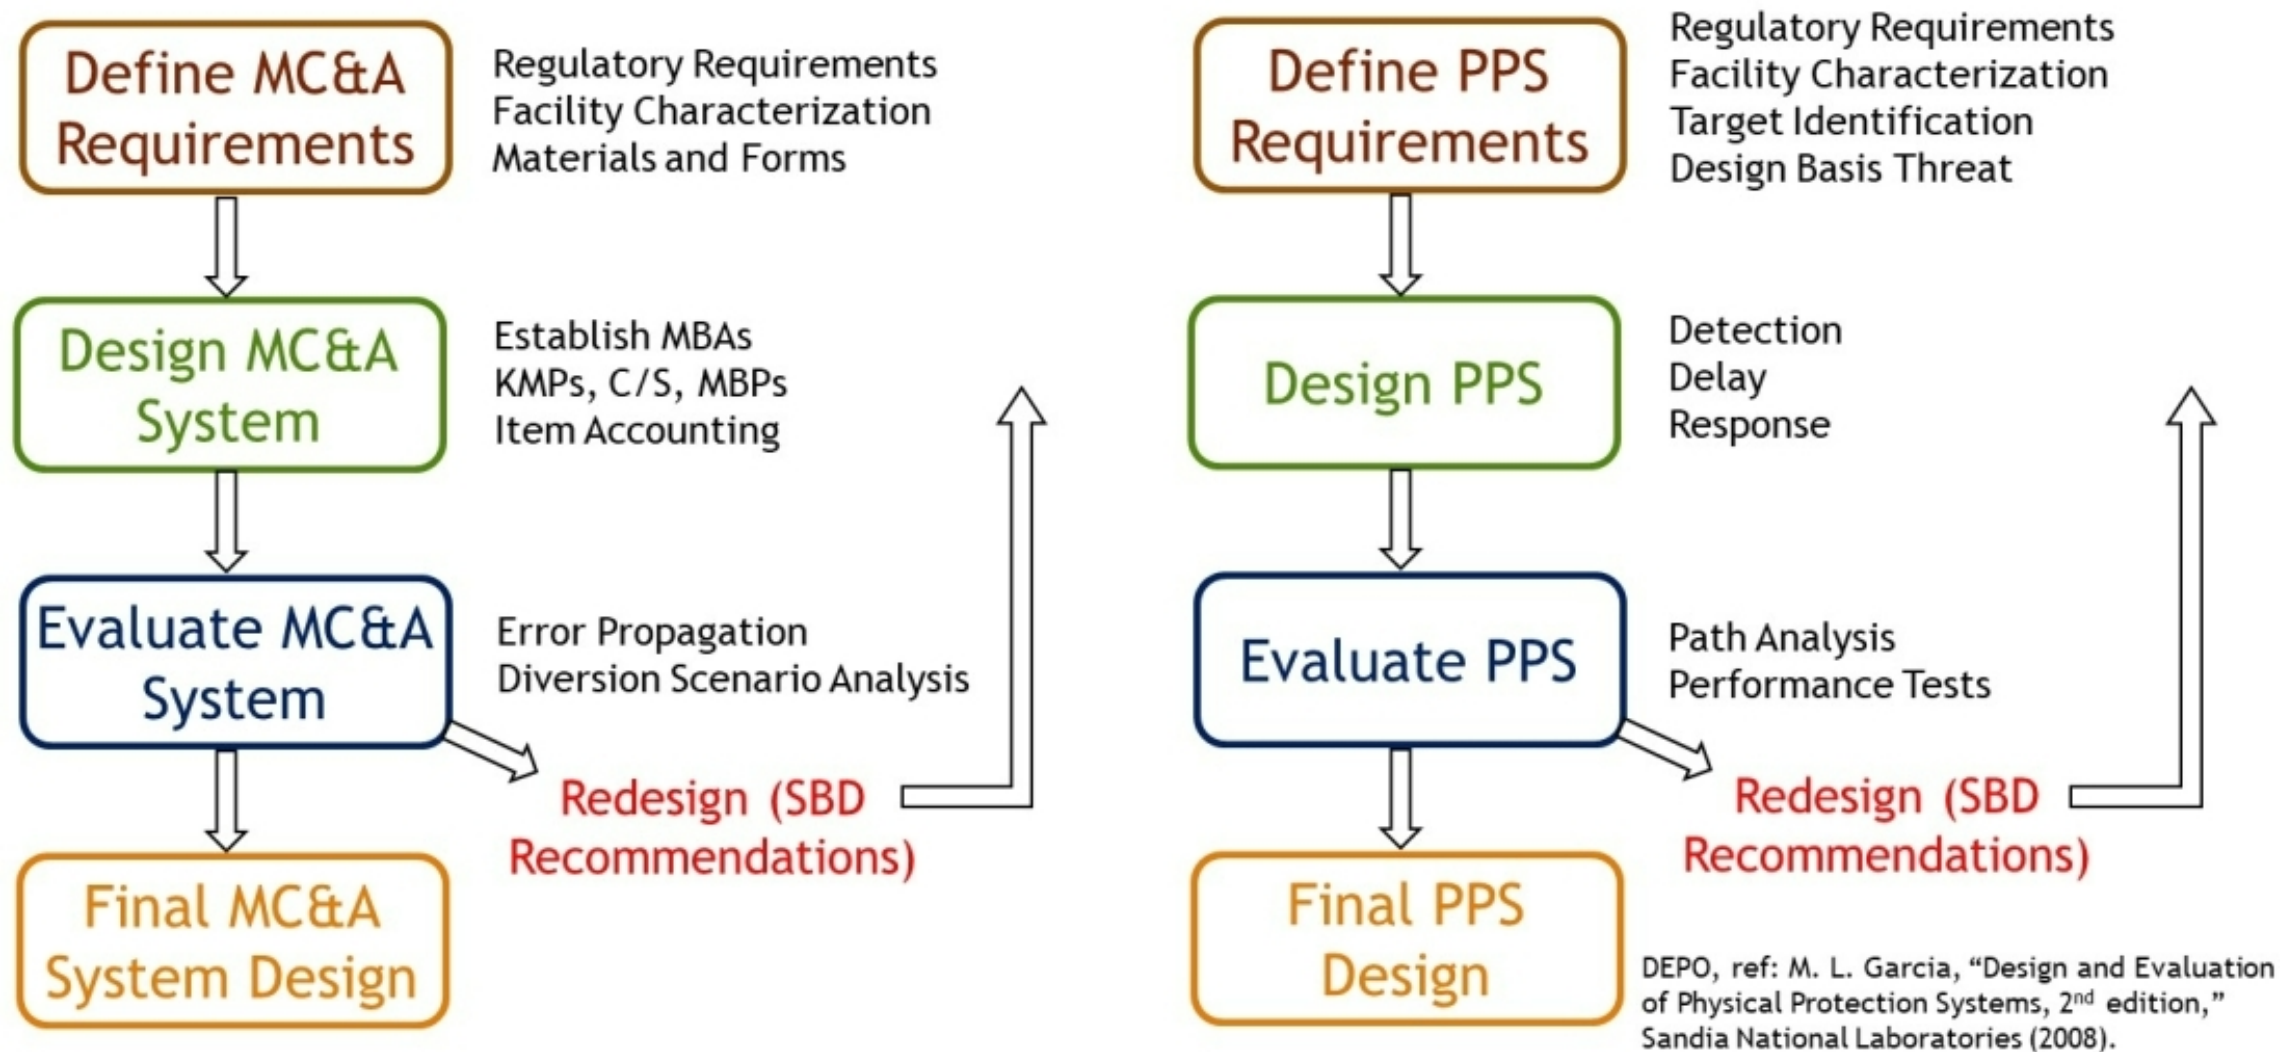 Define MC&A
Requirements
Regulatory Requirements
Facility Characterization
Materials and Forms
Design MC&A
System
Establish MBAs
KMPs, C/S, MBPs
Item Accounting
Evaluate MC&A
System
Error Propagation
Diversion Scenario Analysis
Redesign (SBD
Recommendations)
Final MC&A
System Design
Define PPS
Requirements
Regulatory Requirements
Facility Characterization
Target Identification
Design Basis Threat
Design PPS
Detection
Delay
Response
Evaluate PPS
Path Analysis
Performance Tests
Redesign (SBD
Recommendations)
Final PPS
Design
DEPO, ref: M. L. Garcia, “Design and Evaluation
of Physical Protection Systems, 2nd edition,”
Sandia National Laboratories (2008).